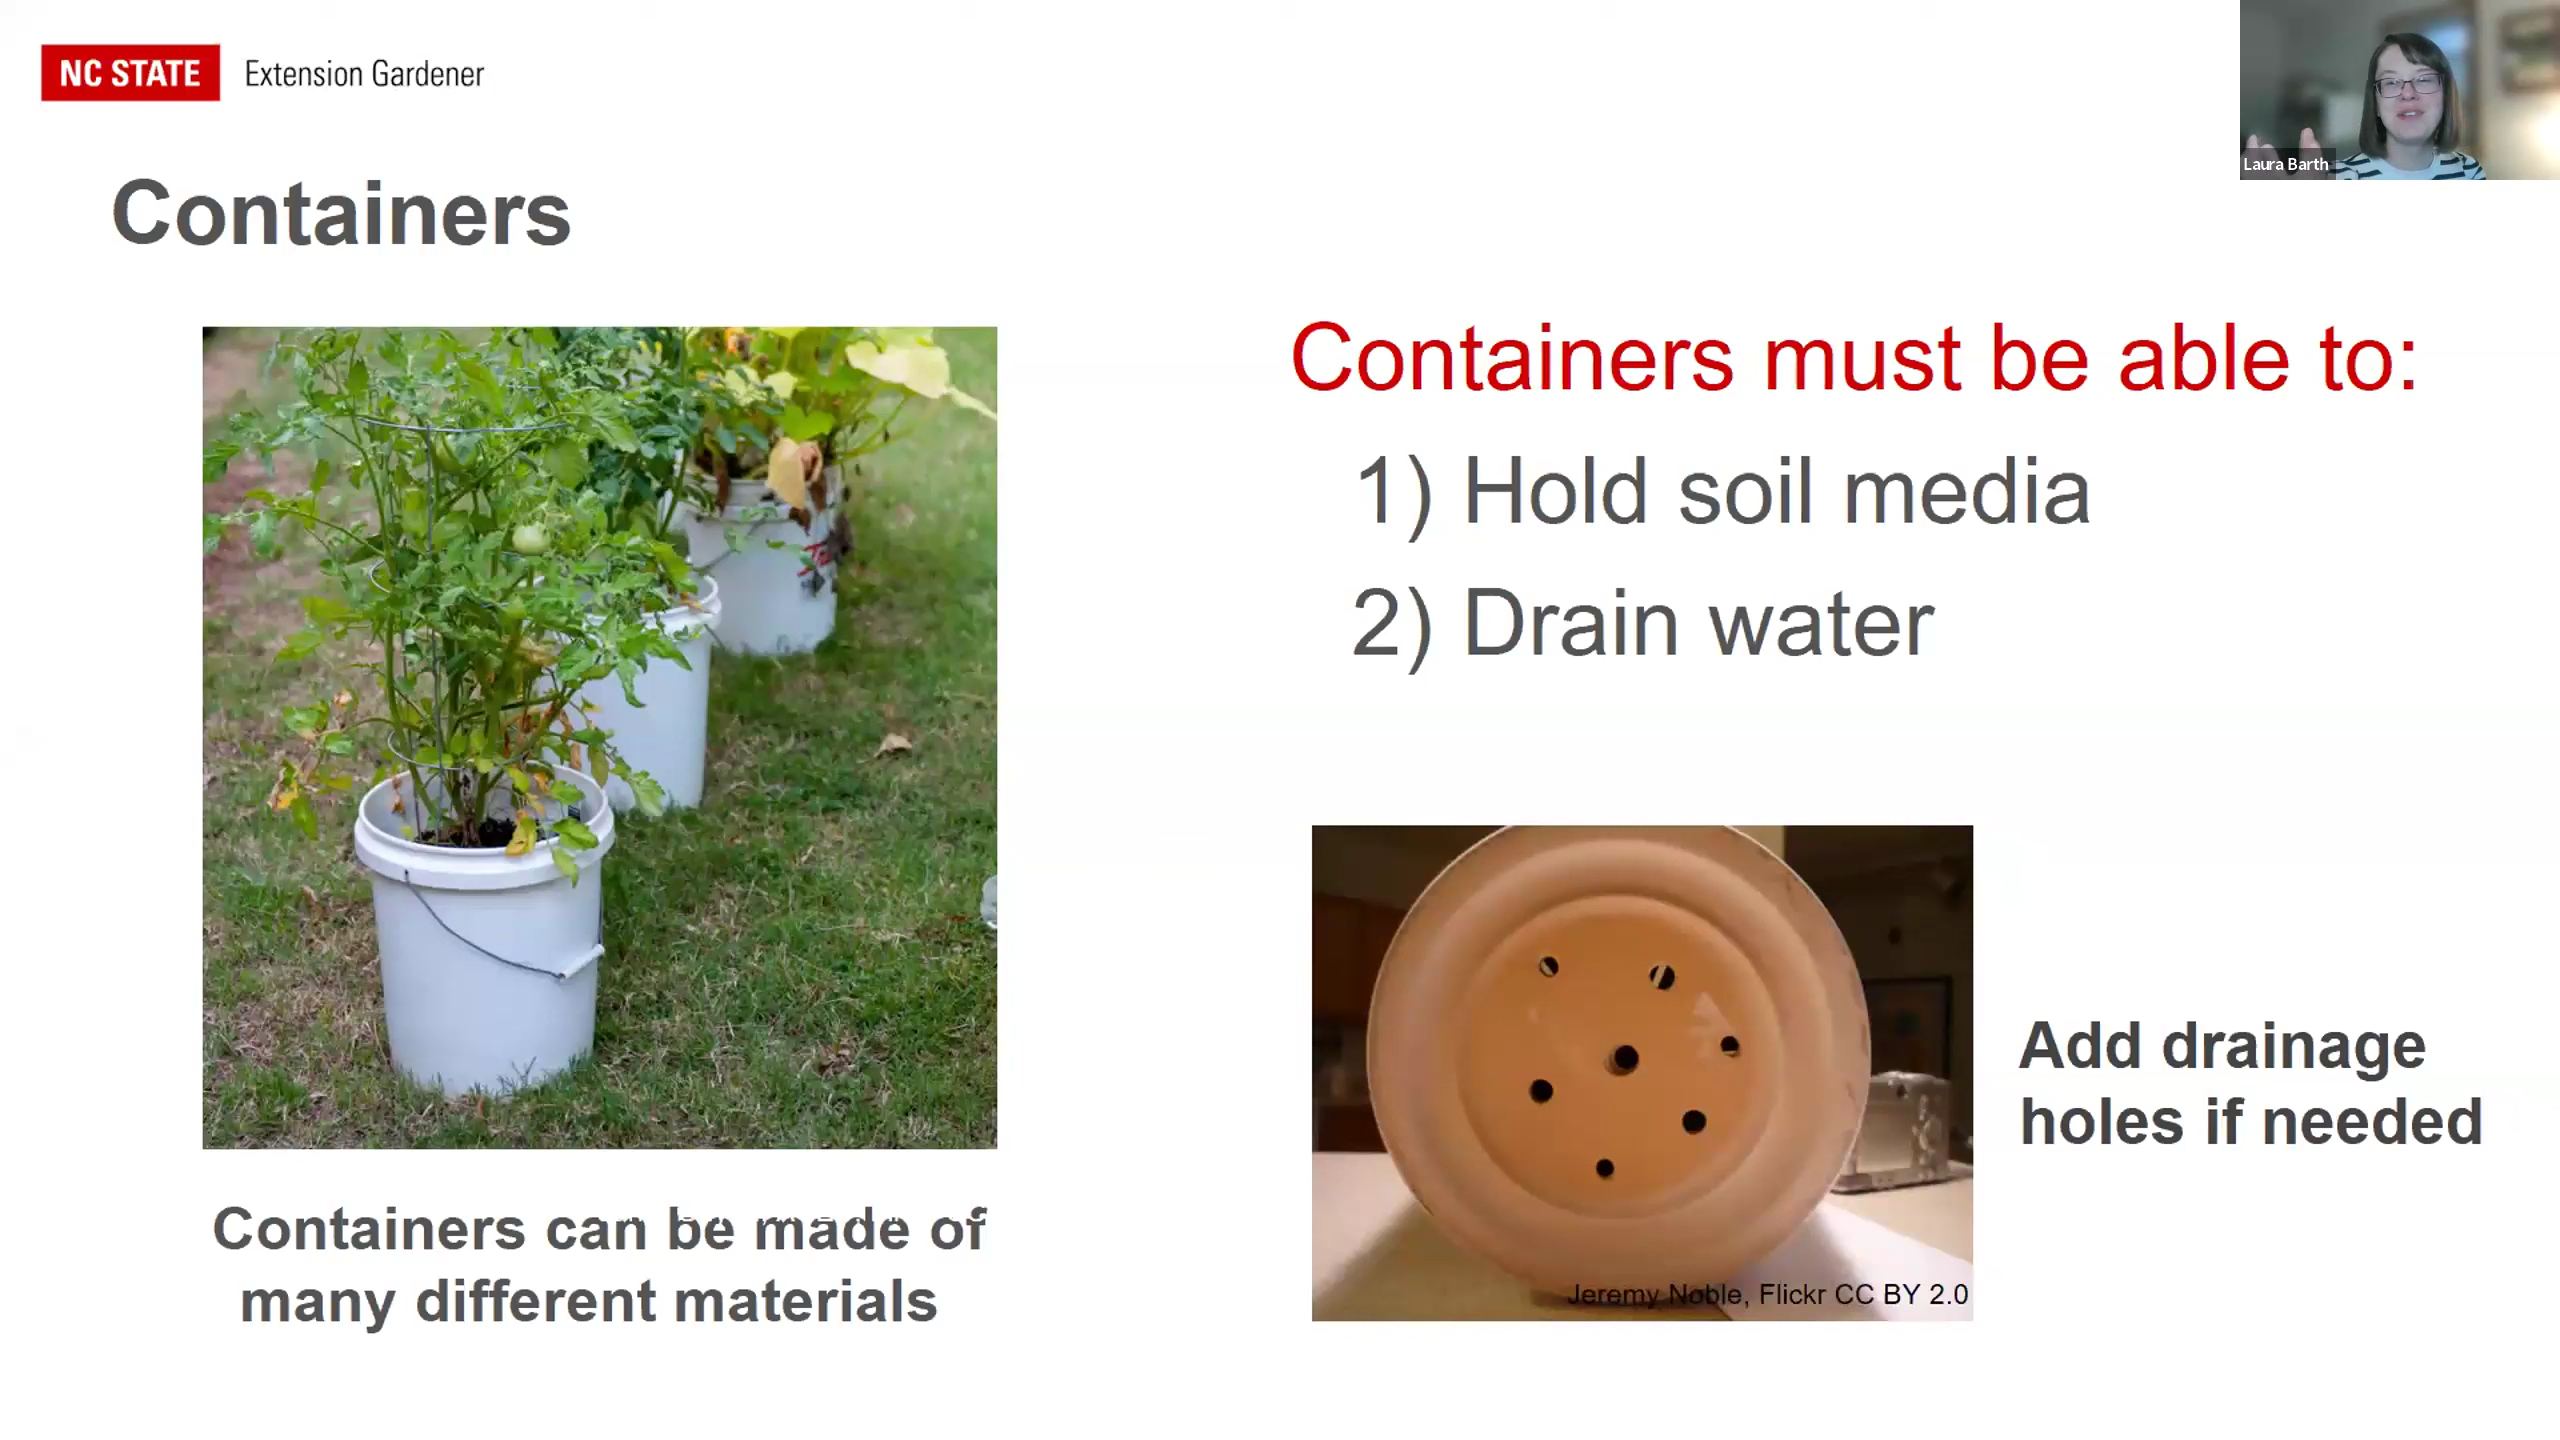 NC STATE Extension Gardener
Laura Barth
Containers
Containers must be able to:
1) Hold soil media
2) Drain water
Add drainage
holes if needed
Jeremy Noble, Flickr CC BY 2.0
Containers can be made of
many different materials